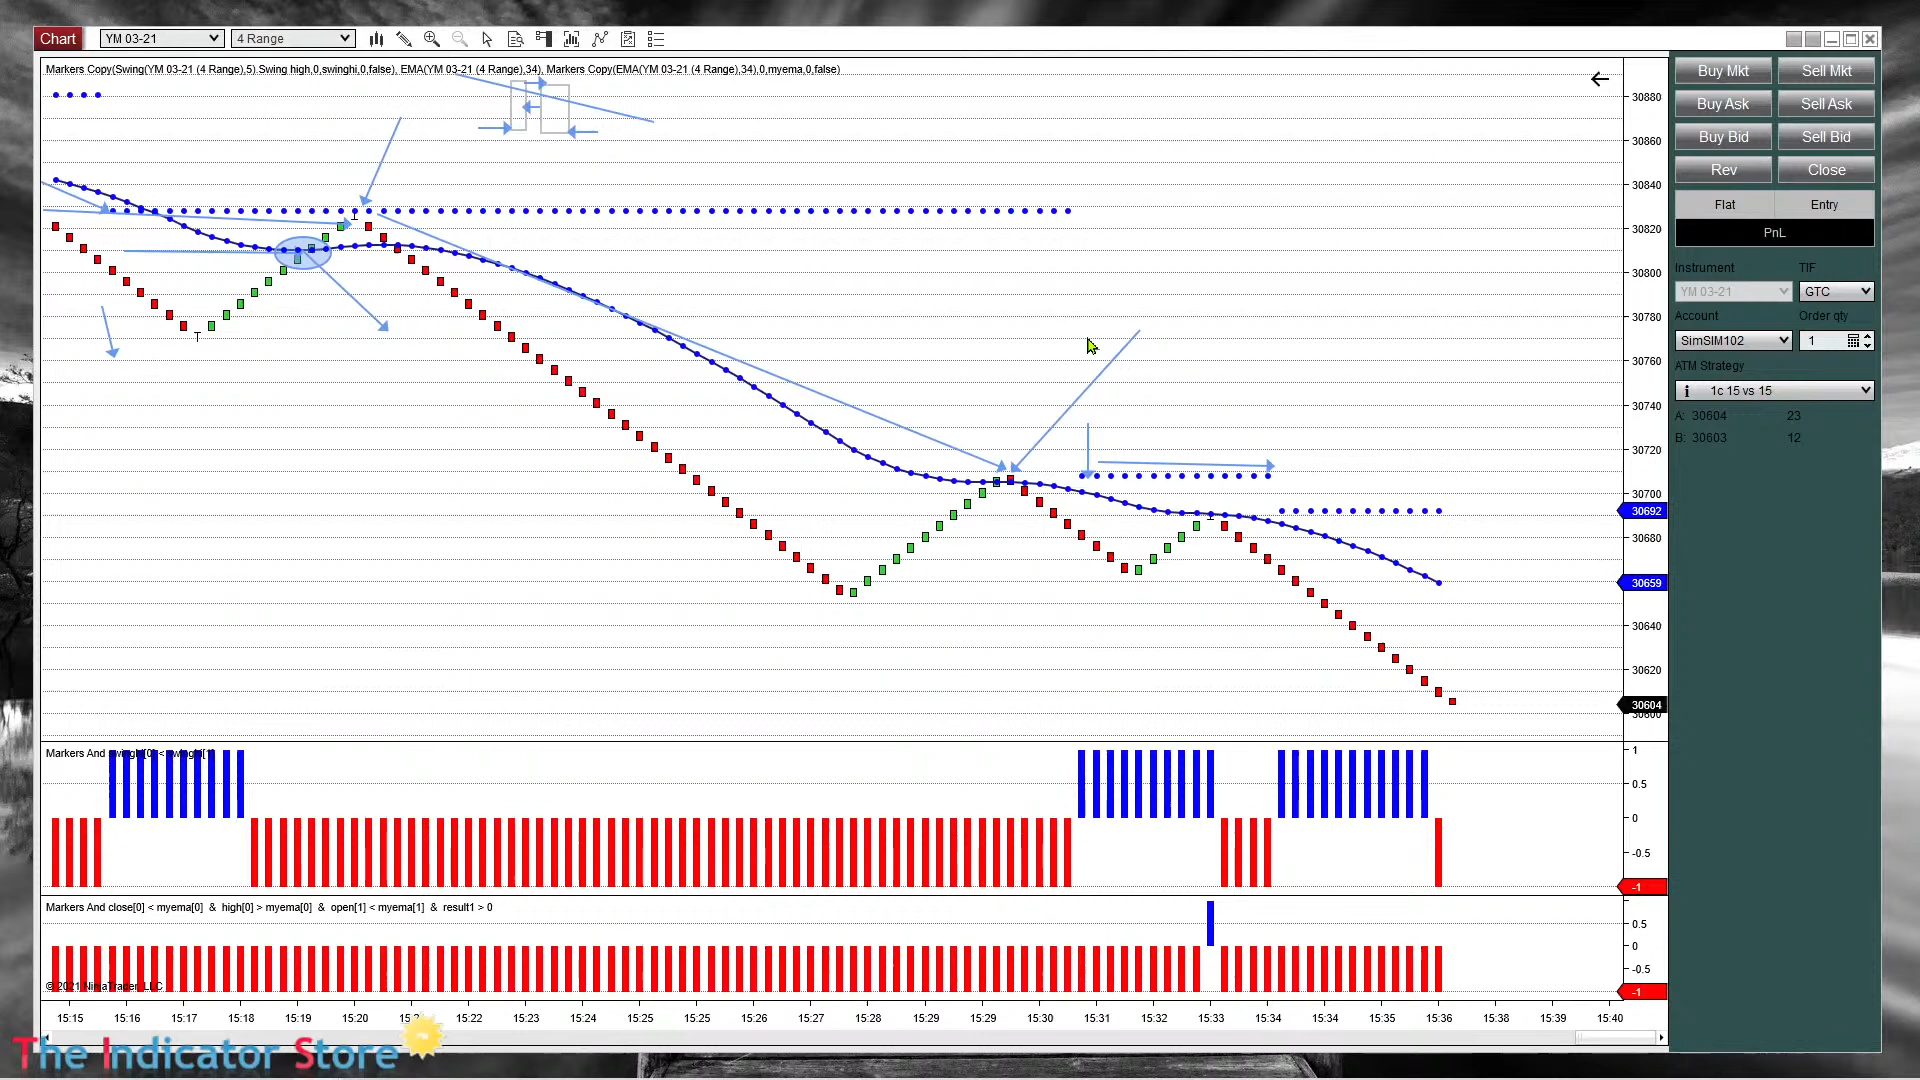 Chart YM 03-21 4 Range
Markers Copy(Swing(YM 03-21 (4 Range),5).Swing high,0,swinghi,0,false), EMA(YM 03-21 (4 Range),34), Markers Copy(EMA(YM 03-21 (4 Range),34),0,myema,0,false)
30880
30860
30840
30820
30800
30780
30760
30740
30720
30700
30692
30680
30659
30640
30620
30604
30600
Buy Mkt Sell Mkt
Buy Ask Sell Ask
Buy Bid Sell Bid
Rev Close
Flat Entry
PnL
Instrument TIF
YM 03-21 GTC
Account Order qty
SimSIM102 1
ATM Strategy
1c 15 vs 15
A: 30604 23
B: 30603 12
Markers And swinghi[0] < swinghi[1]
1
0.5
0
-0.5
-1
Markers And close[0] < myema[0] & high[0] > myema[0] & open[1] < myema[1] & result1 > 0
0.5
0
-0.5
-1
© 2021 NinjaTrader, LLC
15:15 15:16 15:17 15:18 15:19 15:20 15:22 15:23 15:25 15:25 15:26 15:27 15:28 15:29 15:29 15:30 15:31 15:32 15:33 15:34 15:34 15:35 15:36 15:38 15:39 15:40
The Indicator Store